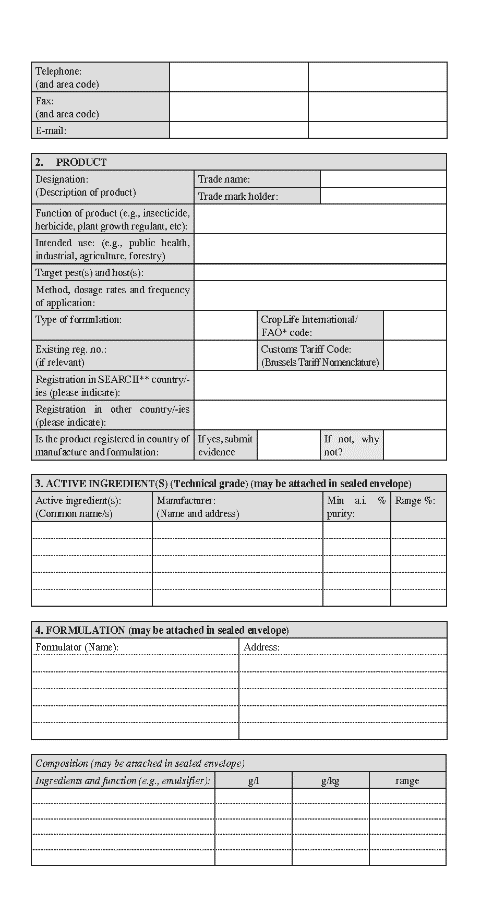 Telephone:
(and area code)
Fax:
(and area code)
E-mail:
2. PRODUCT
Designation:
(Description of product)
Trade name:
Trade mark holder:
Function of product (e.g., insecticide,
herbicide, plant growth regulant, etc):
Intended use: (e.g., public health,
industrial, agriculture, forestry)
Target pest(s) and host(s):
Method, dosage rates and frequency
of application:
Type of formulation:
CropLife International/
FAO* code:
Existing reg. no.:
(if relevant)
Customs Tariff Code:
(Brussels Tariff Nomenclature)
Registration in SEARCH** country/-
ies (please indicate):
Registration in other country/-ies
(please indicate):
Is the product registered in country of
manufacture and formulation:
If yes, submit
evidence
If not, why
not?
3. ACTIVE INGREDIENT(S) (Technical grade) (may be attached in sealed envelope)
Active ingredient(s):
(Common name/s)
Manufacturer:
(Name and address)
Min a.i. %
purity:
Range %:
4. FORMULATION (may be attached in sealed envelope)
Formulator (Name):
Address:
Composition (may be attached in sealed envelope)
Ingredients and function (e.g., emulsifier):
g/l
g/kg
range